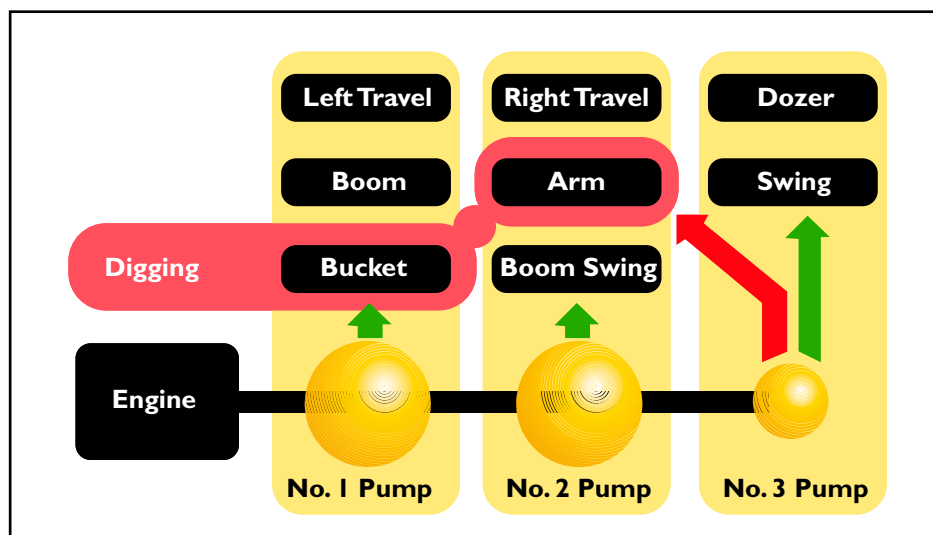 Left Travel
Right Travel
Dozer
Boom
Arm
Swing
Digging
Bucket
Boom Swing
Engine
No. 1 Pump
No. 2 Pump
No. 3 Pump